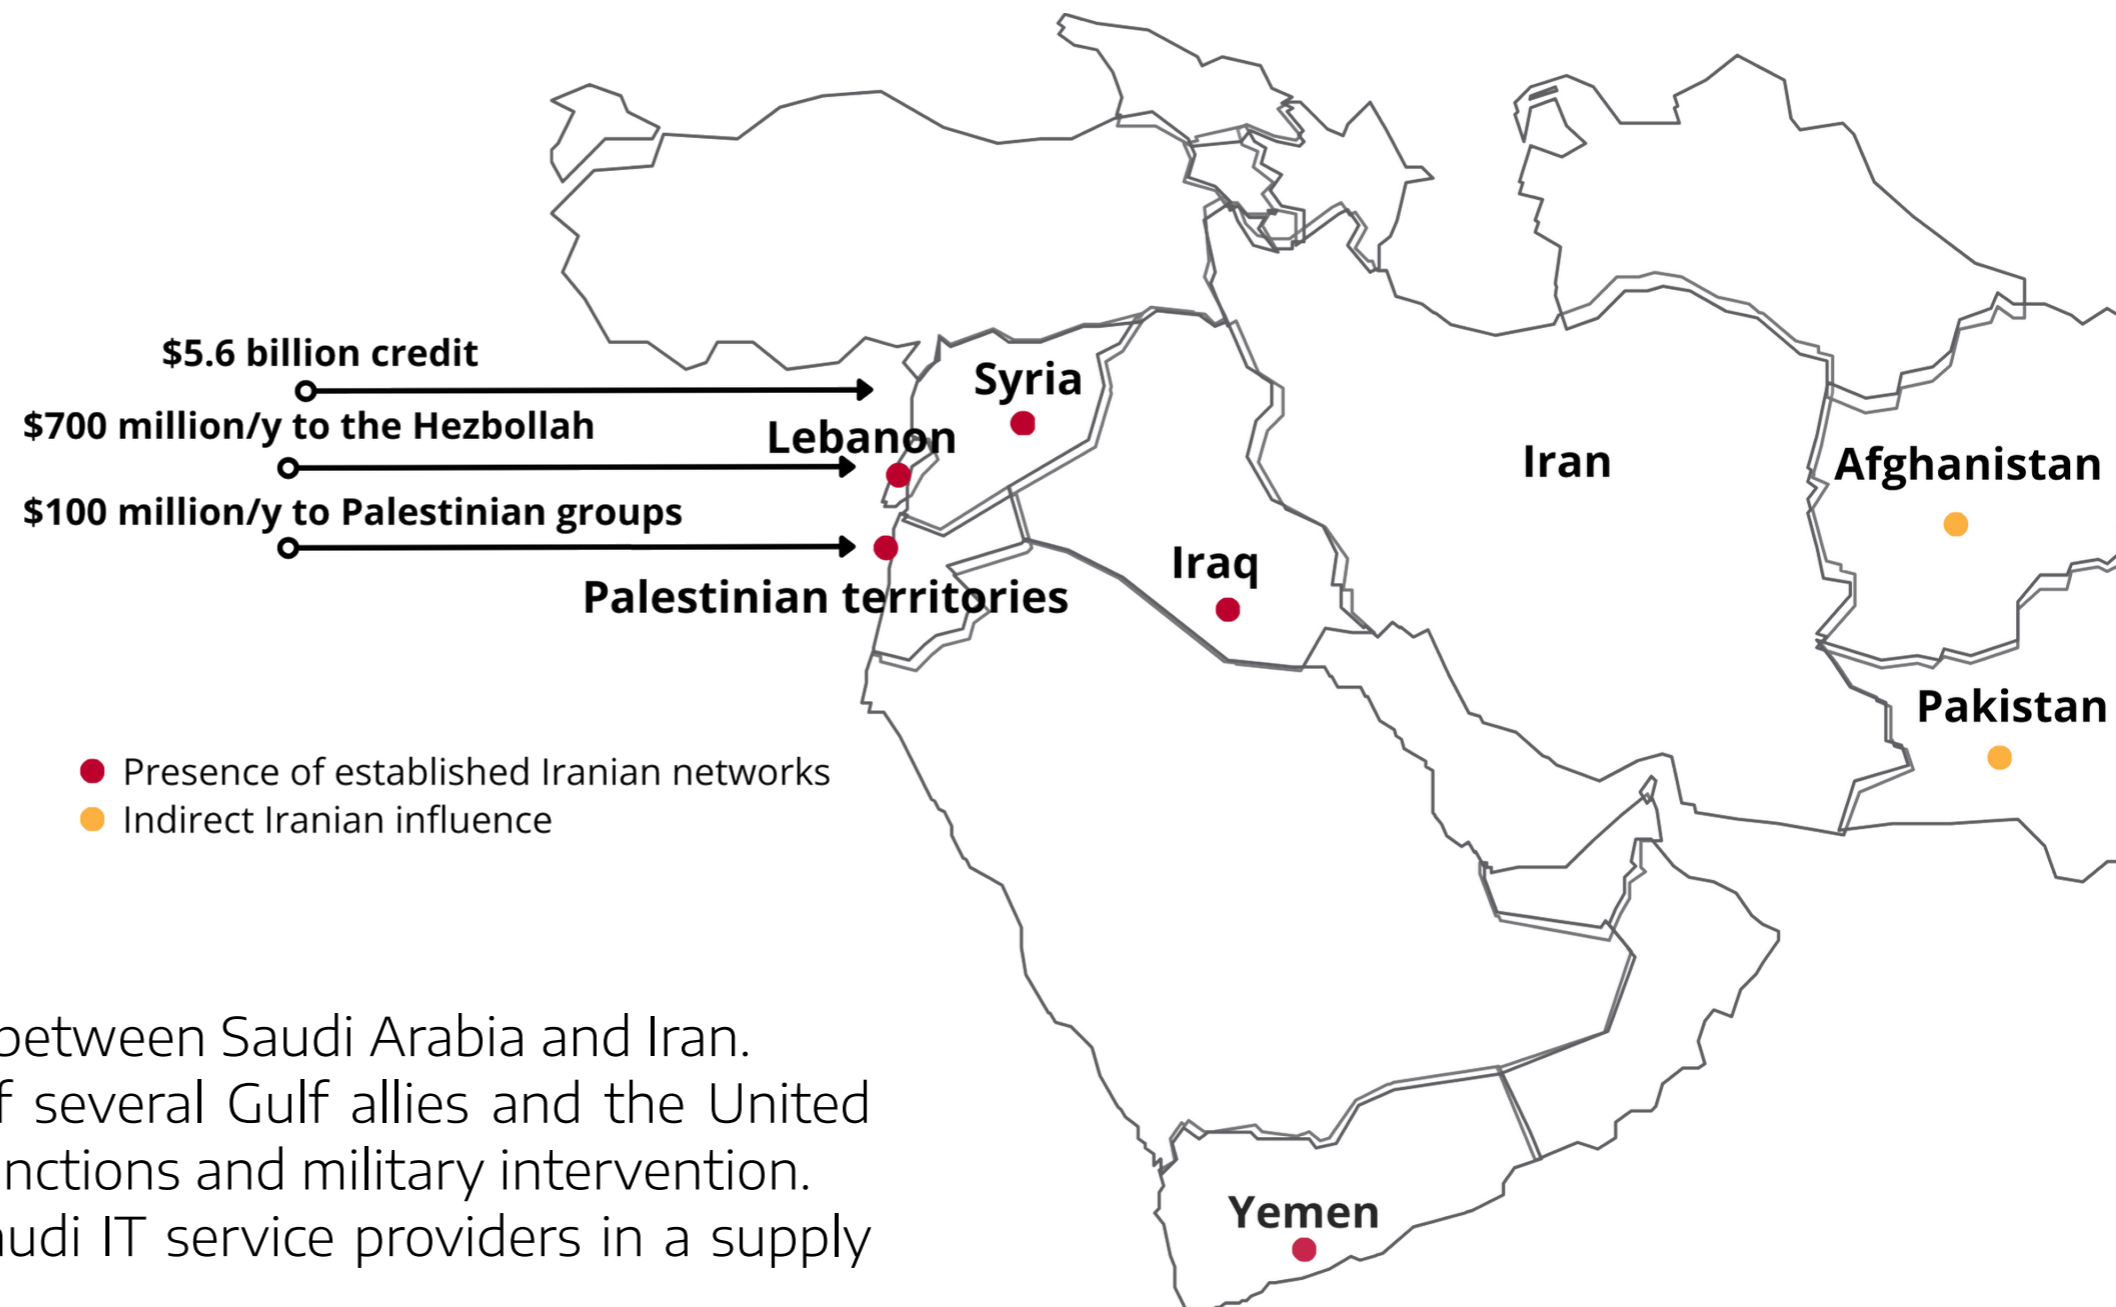 $5.6 billion credit
Syria
$700 million/y to the Hezbollah
Lebanon
Iran
Afghanistan
$100 million/y to Palestinian groups
Iraq
Palestinian territories
Pakistan
Presence of established Iranian networks
Indirect Iranian influence
between Saudi Arabia and Iran.
several Gulf allies and the United
and military intervention.
IT service providers in a supply
Yemen